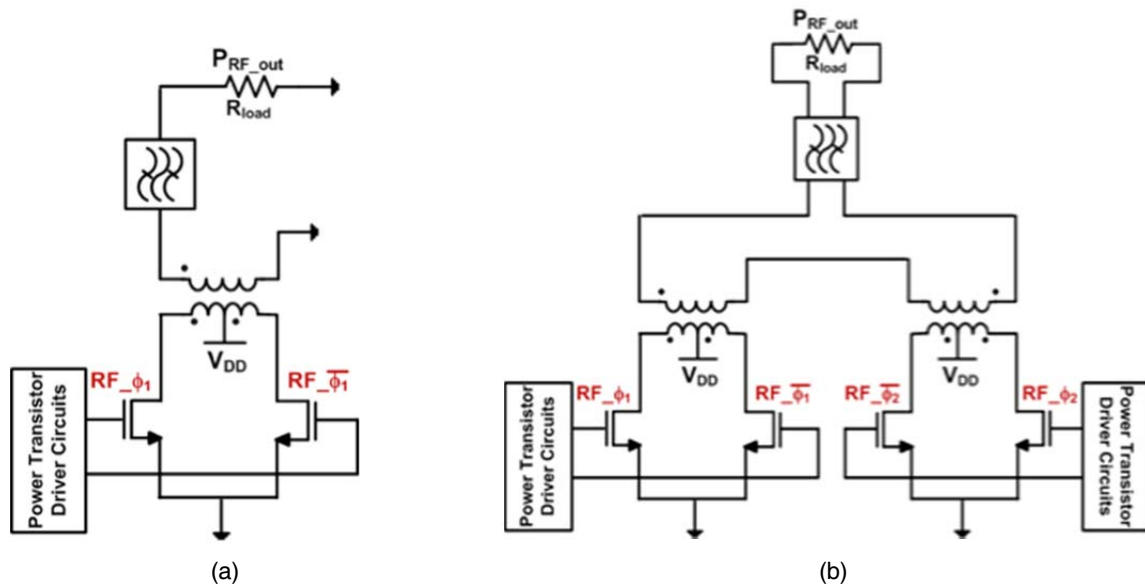 P_RF_out
R_load
V_DD
RF_ϕ₁
RF_ϕ̅₁
Power Transistor
Driver Circuits
(a)
P_RF_out
R_load
V_DD
V_DD
RF_ϕ₁
RF_ϕ̅₁
RF_ϕ̅₂
RF_ϕ₂
Power Transistor
Driver Circuits
Power Transistor
Driver Circuits
(b)